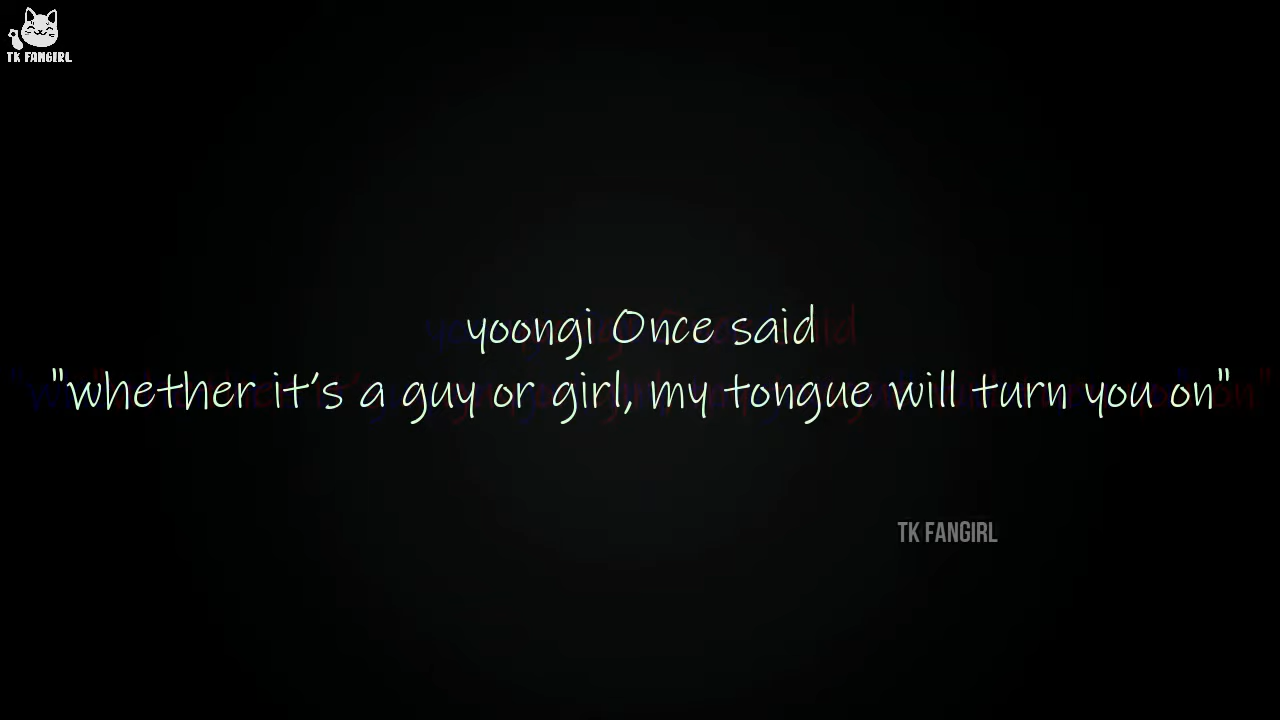 TK FANGIRL
yoongi Once said
"whether it's a guy or girl, my tongue will turn you on"
TK FANGIRL